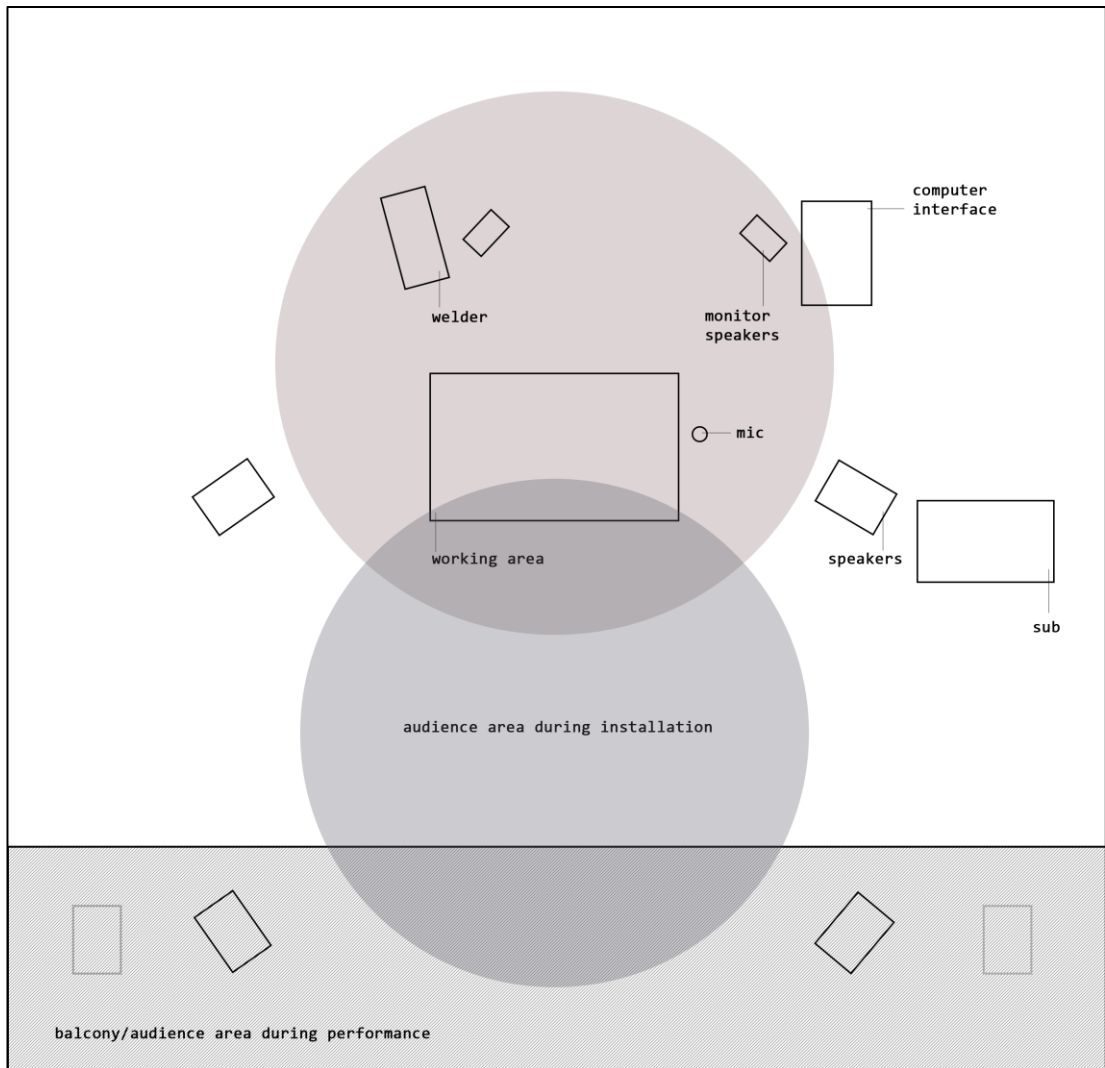 computer
interface
welder
monitor
speakers
mic
working area
speakers
sub
audience area during installation
balcony/audience area during performance